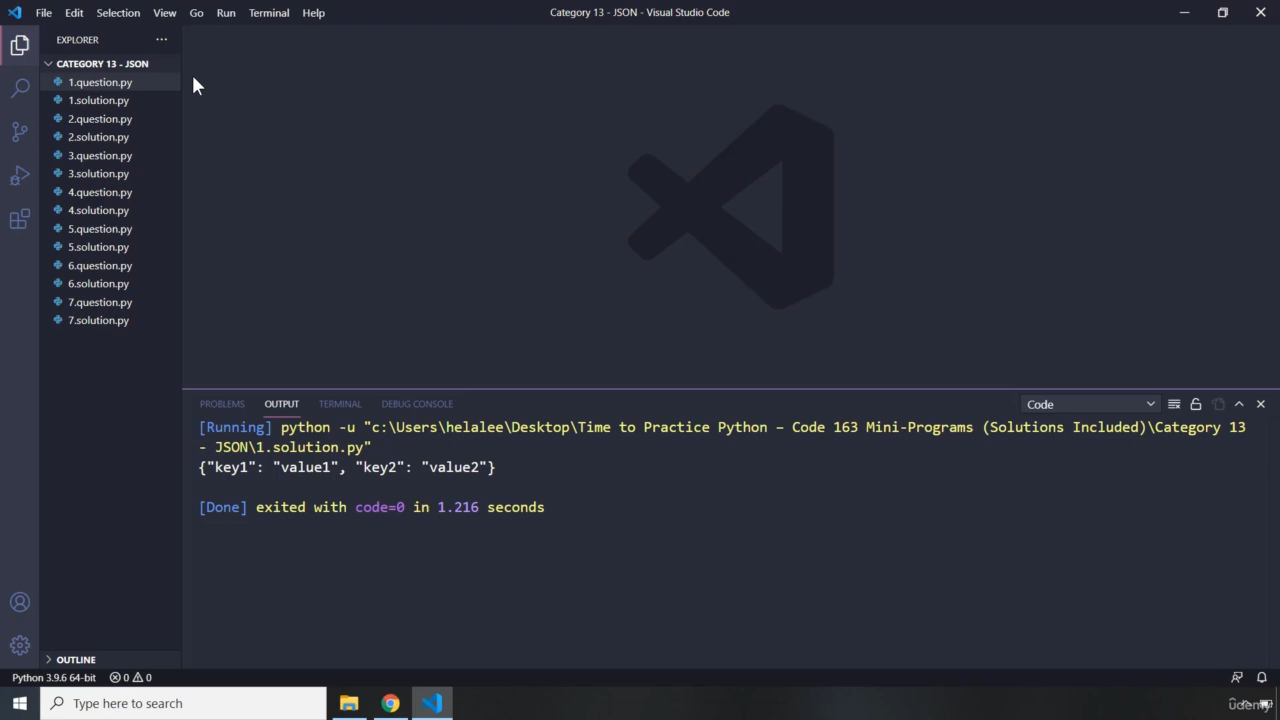 File Edit Selection View Go Run Terminal Help
Category 13 - JSON - Visual Studio Code
EXPLORER
CATEGORY 13 - JSON
1.question.py
1.solution.py
2.question.py
2.solution.py
3.question.py
3.solution.py
4.question.py
4.solution.py
5.question.py
5.solution.py
6.question.py
6.solution.py
7.question.py
7.solution.py
OUTLINE
PROBLEMS OUTPUT TERMINAL DEBUG CONSOLE
Code
[Running] python -u "c:\Users\helalee\Desktop\Time to Practice Python – Code 163 Mini-Programs (Solutions Included)\Category 13
- JSON\1.solution.py"
{"key1": "value1", "key2": "value2"}
[Done] exited with code=0 in 1.216 seconds
Python 3.9.6 64-bit 0 0
Type here to search
Udemy